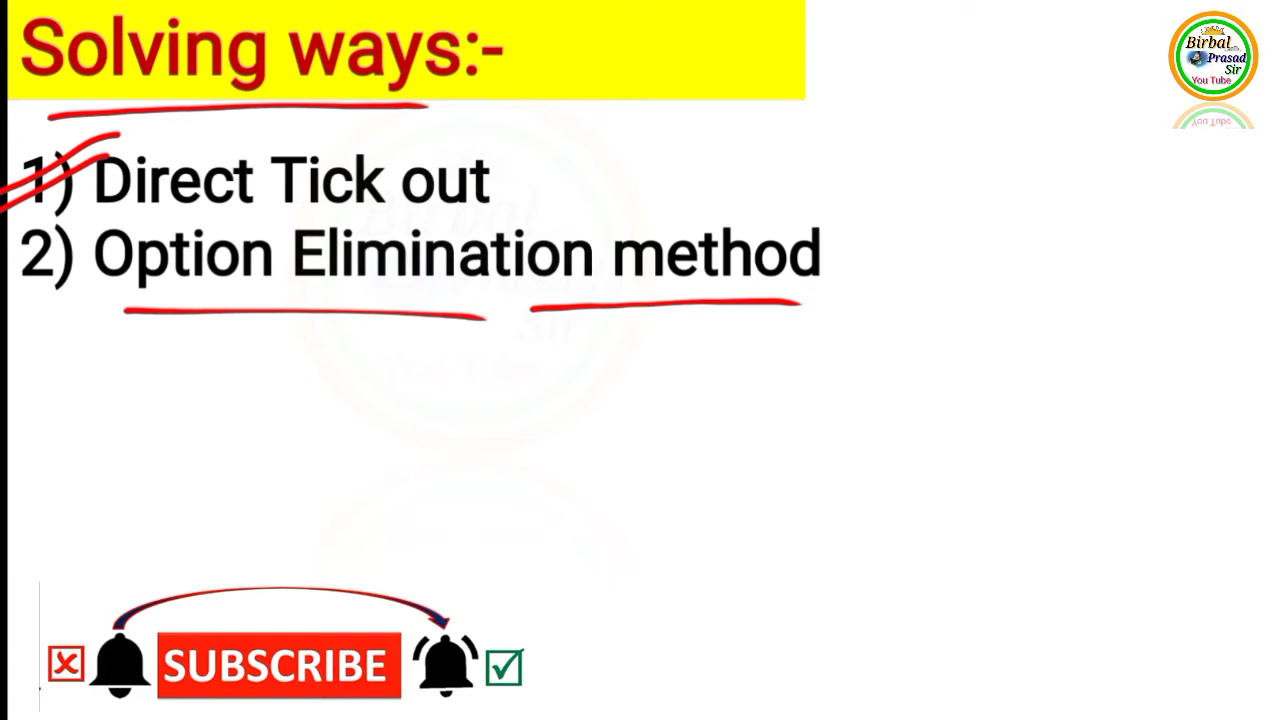 Solving ways:-
Birbal
Prasad
Sir
You Tube
1) Direct Tick out
2) Option Elimination method
SUBSCRIBE